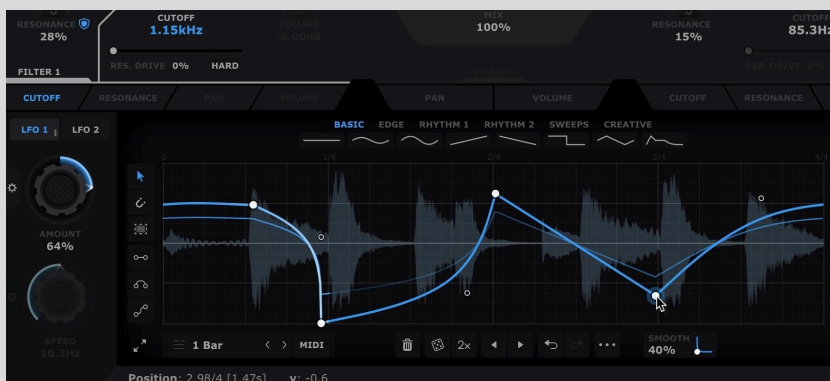 RESONANCE
28%
CUTOFF
1.15kHz
VOLUME
-6.00dB
MIX
100%
RESONANCE
15%
CUTOFF
85.3Hz
RES. DRIVE 0% HARD
RES. DRIVE 0%
FILTER 1
CUTOFF RESONANCE PAN VOLUME PAN VOLUME CUTOFF RESONANCE
LFO 1 LFO 2
BASIC EDGE RHYTHM 1 RHYTHM 2 SWEEPS CREATIVE
0 1/4 2/4 3/4 4/4
AMOUNT
64%
SPEED
10.2Hz
1 Bar MIDI 2x
SMOOTH
40%
Position: 2.98/4 [1.47s] y: -0.6